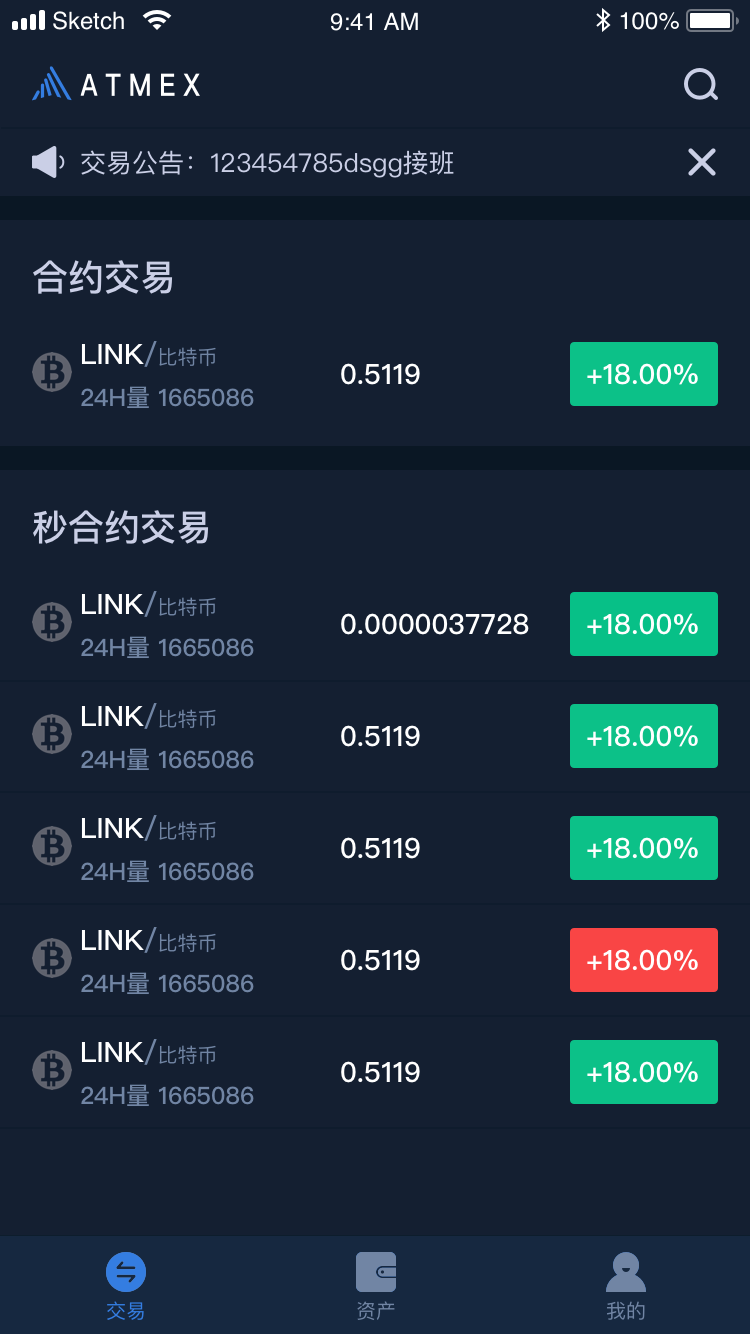 Sketch 9:41 AM 100%
ATMEX
交易公告：123454785dsgg接班
合约交易
LINK/比特币
24H量 1665086
0.5119
+18.00%
秒合约交易
LINK/比特币
24H量 1665086
0.0000037728
+18.00%
LINK/比特币
24H量 1665086
0.5119
+18.00%
LINK/比特币
24H量 1665086
0.5119
+18.00%
LINK/比特币
24H量 1665086
0.5119
+18.00%
LINK/比特币
24H量 1665086
0.5119
+18.00%
交易 资产 我的